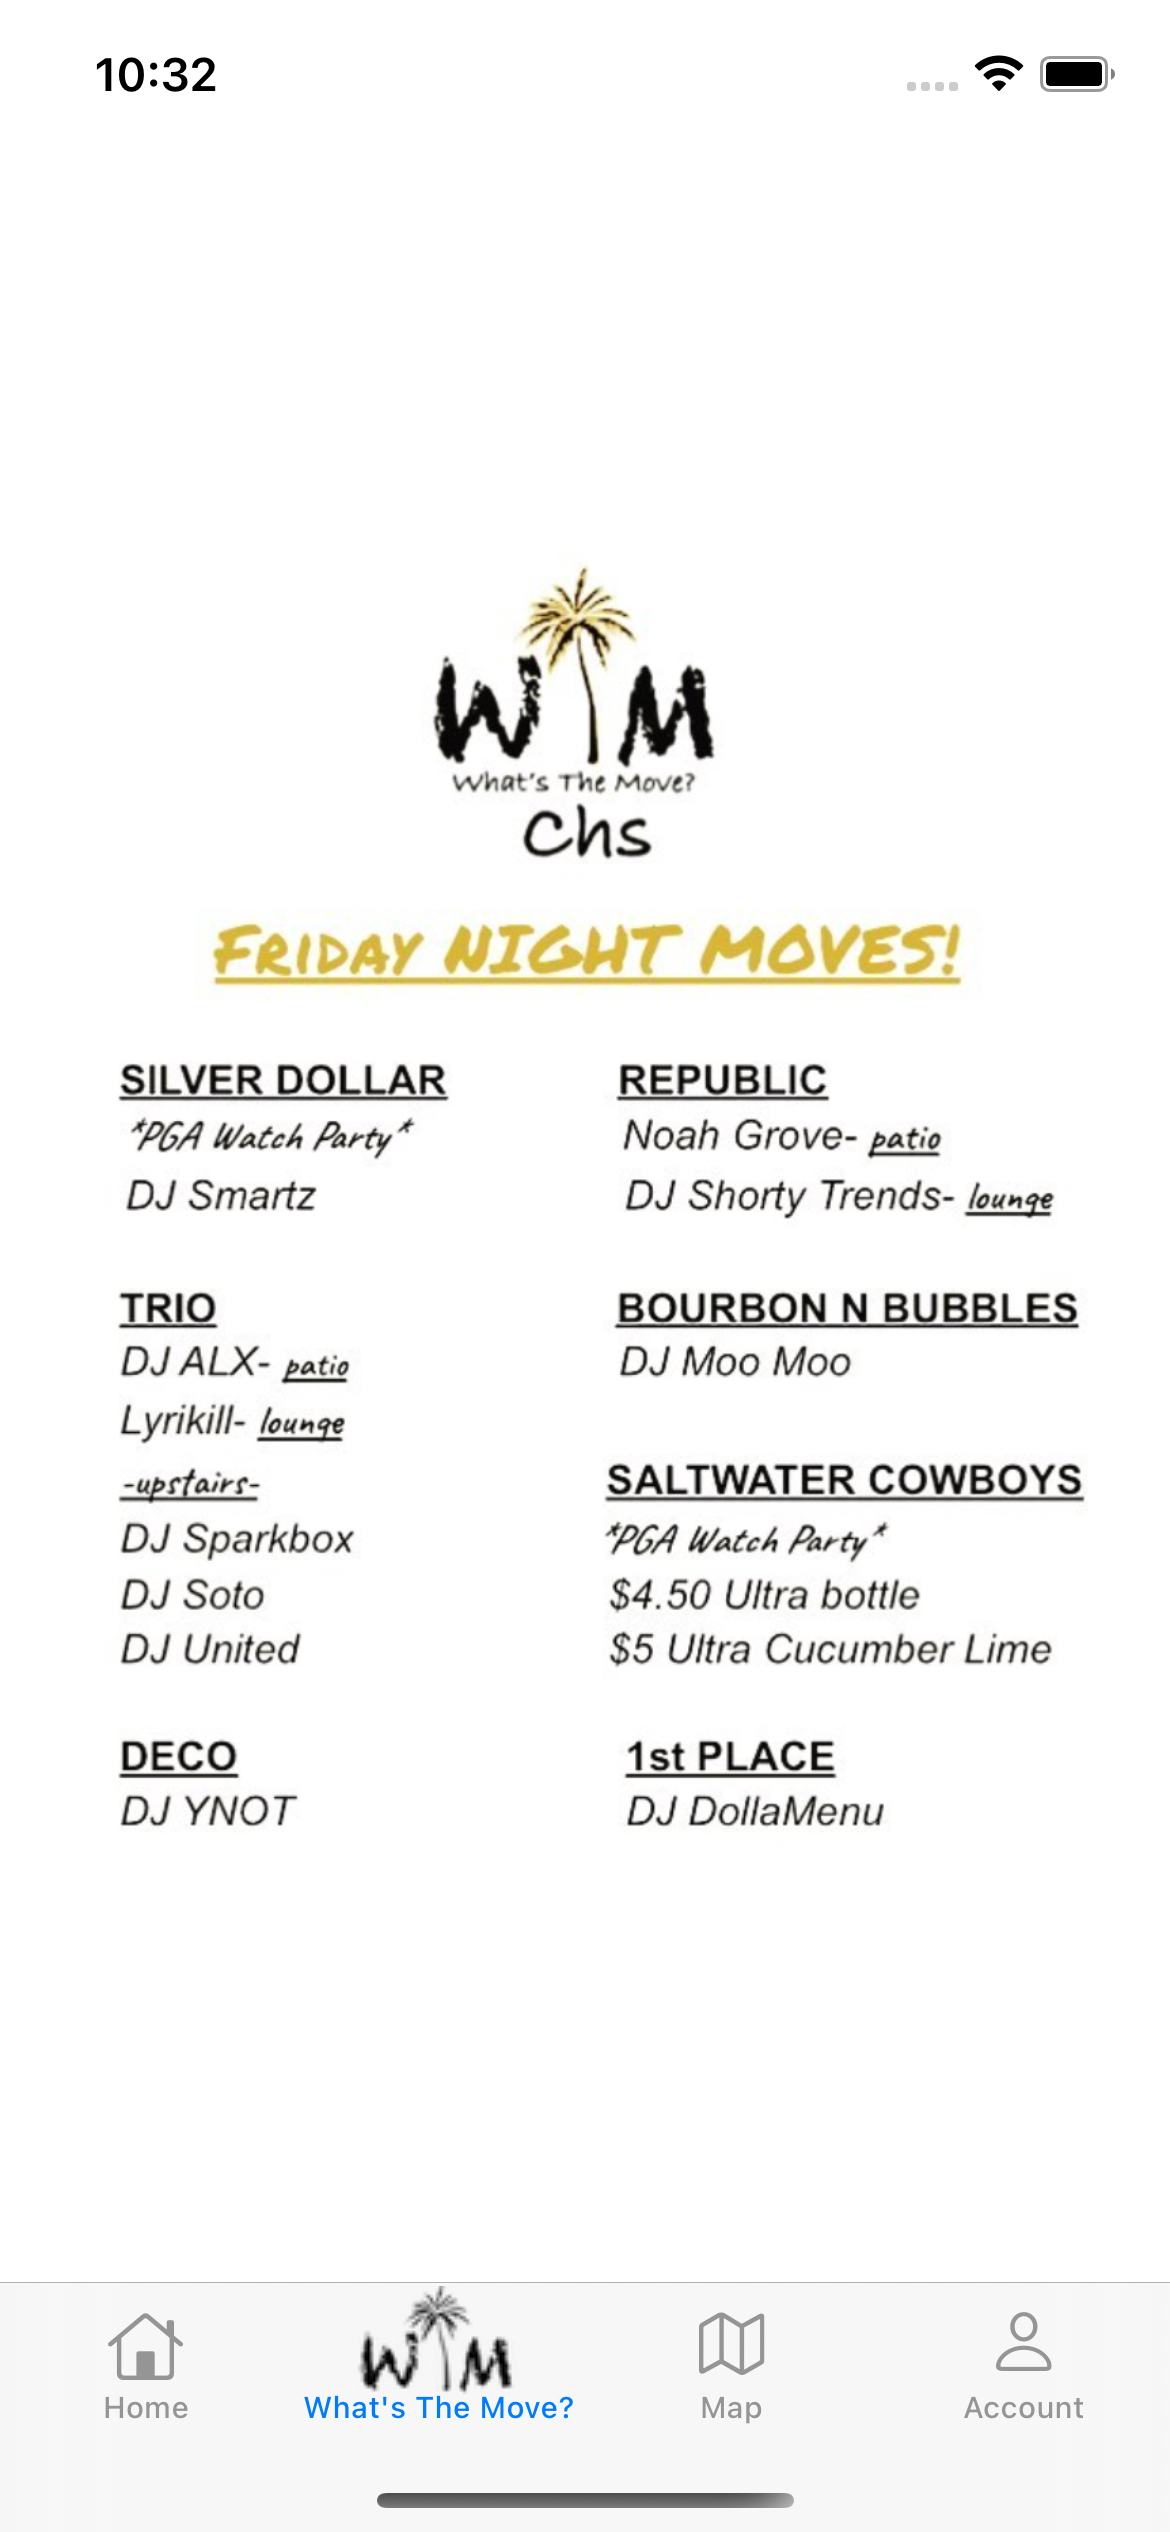 10:32
WTM
What's The Move?
Chs
FRIDAY NIGHT MOVES!
SILVER DOLLAR
*PGA Watch Party*
DJ Smartz
REPUBLIC
Noah Grove- patio
DJ Shorty Trends- lounge
TRIO
DJ ALX- patio
Lyrikill- lounge
-upstairs-
DJ Sparkbox
DJ Soto
DJ United
BOURBON N BUBBLES
DJ Moo Moo
SALTWATER COWBOYS
*PGA Watch Party*
$4.50 Ultra bottle
$5 Ultra Cucumber Lime
DECO
DJ YNOT
1st PLACE
DJ DollaMenu
WTM
Home
What's The Move?
Map
Account